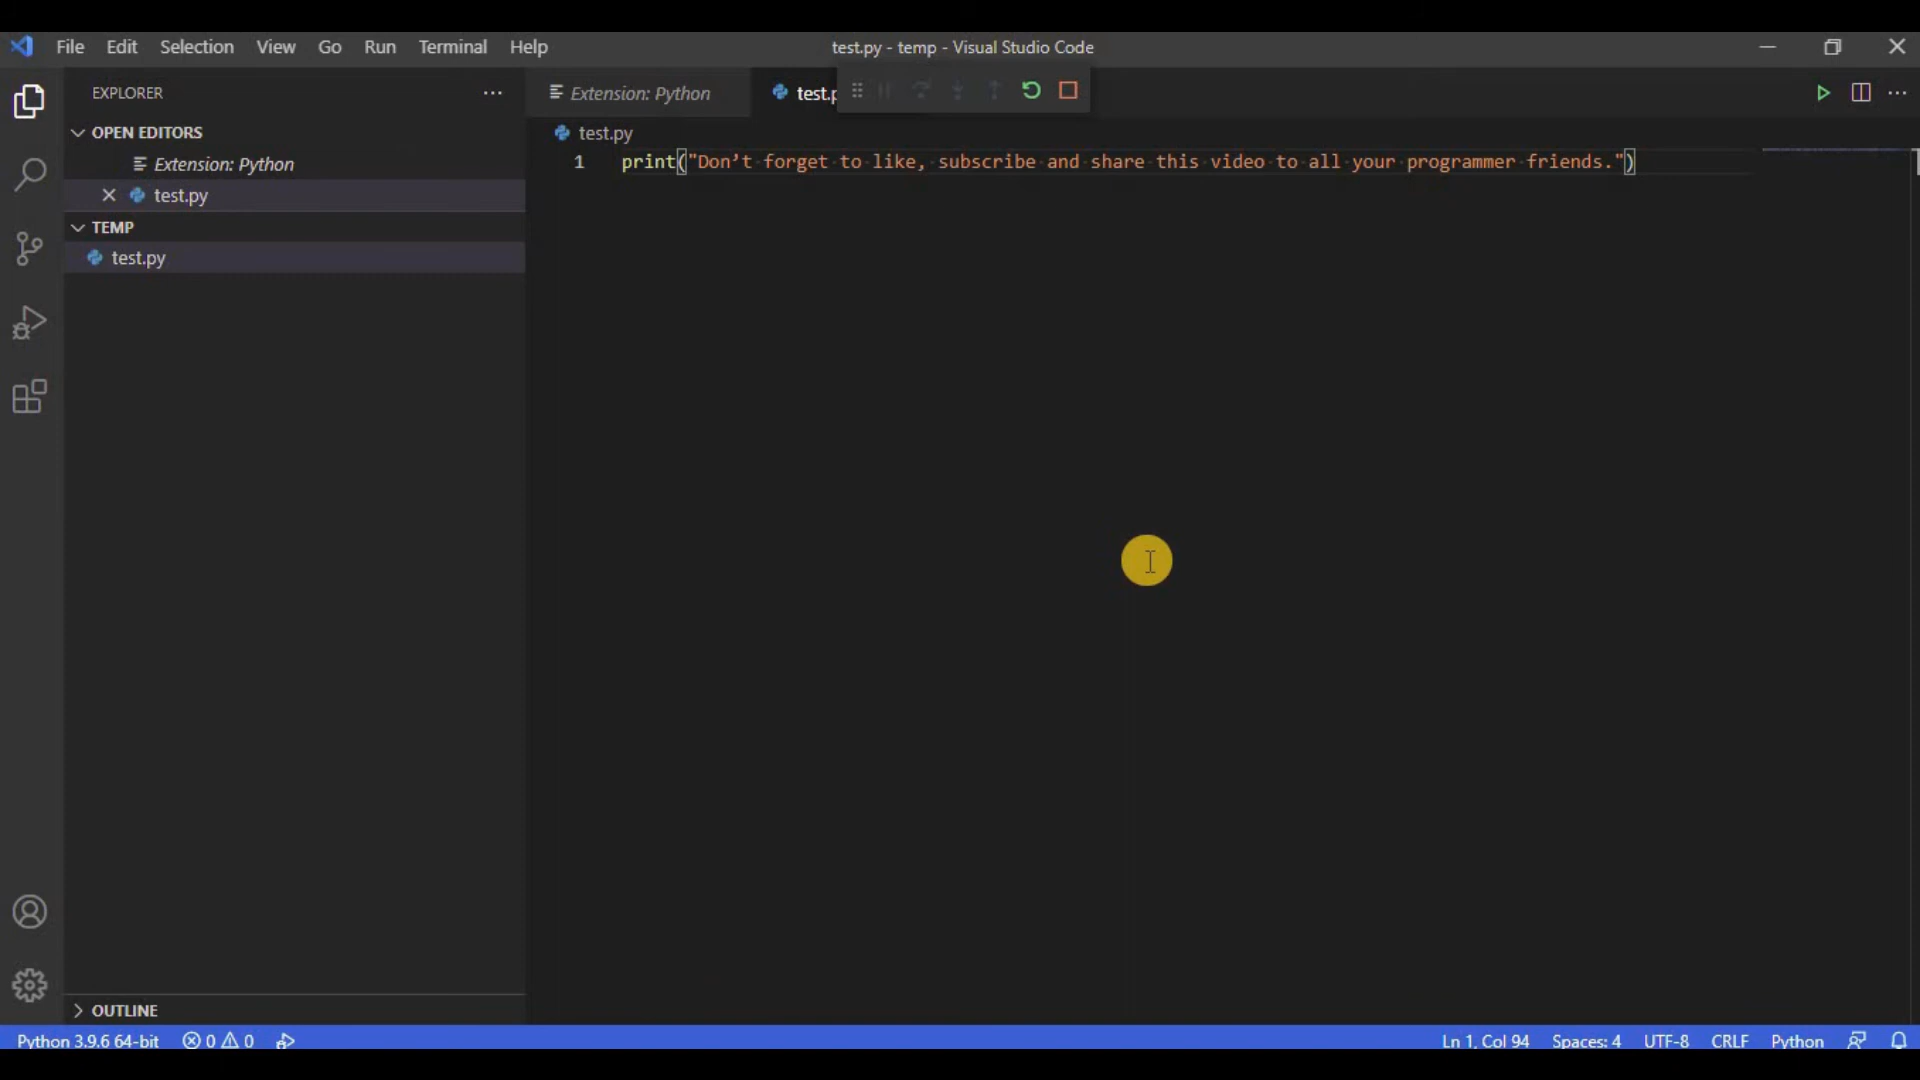 File Edit Selection View Go Run Terminal Help
test.py - temp - Visual Studio Code
EXPLORER
Extension: Python
test.p
OPEN EDITORS
Extension: Python
test.py
TEMP
test.py
test.py
1 print("Don’t forget to like, subscribe and share this video to all your programmer friends.")
OUTLINE
Python 3.9.6 64-bit 0 0
Ln 1, Col 94 Spaces: 4 UTF-8 CRLF Python